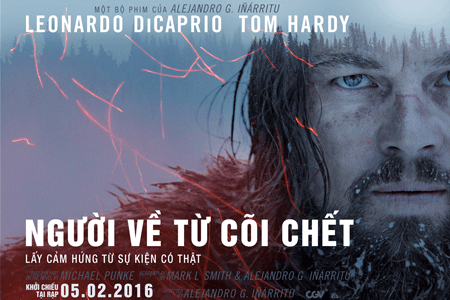 MỘT BỘ PHIM CỦA ALEJANDRO G. IÑÁRRITU
LEONARDO DiCAPRIO TOM HARDY
NGƯỜI VỀ TỪ CÕI CHẾT
LẤY CẢM HỨNG TỪ SỰ KIỆN CÓ THẬT
MICHAEL PUNKE MARK L. SMITH & ALEJANDRO G. IÑÁRRITU
KHỞI CHIẾU
TẠI RẠP 05.02.2016
ALEJANDRO G. IÑÁRRITU
CGV